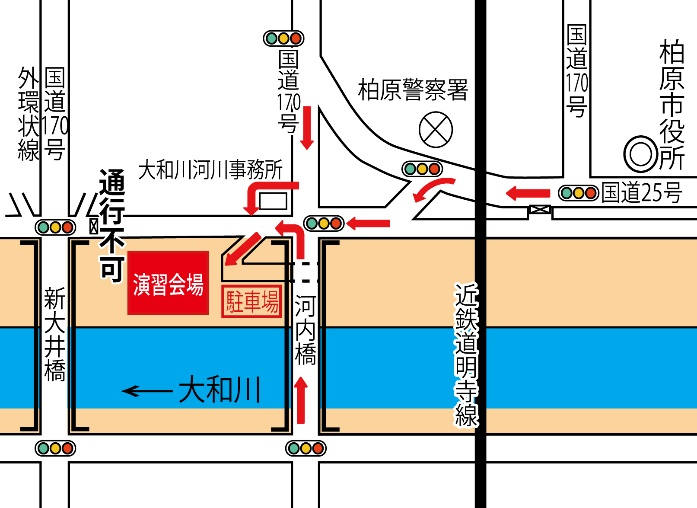 外環状線
国道170号
国道170号
柏原警察署
国道170号
柏原市役所
大和川河川事務所
国道25号
通行不可
演習会場
駐車場
新大井橋
河内橋
近鉄道明寺線
大和川